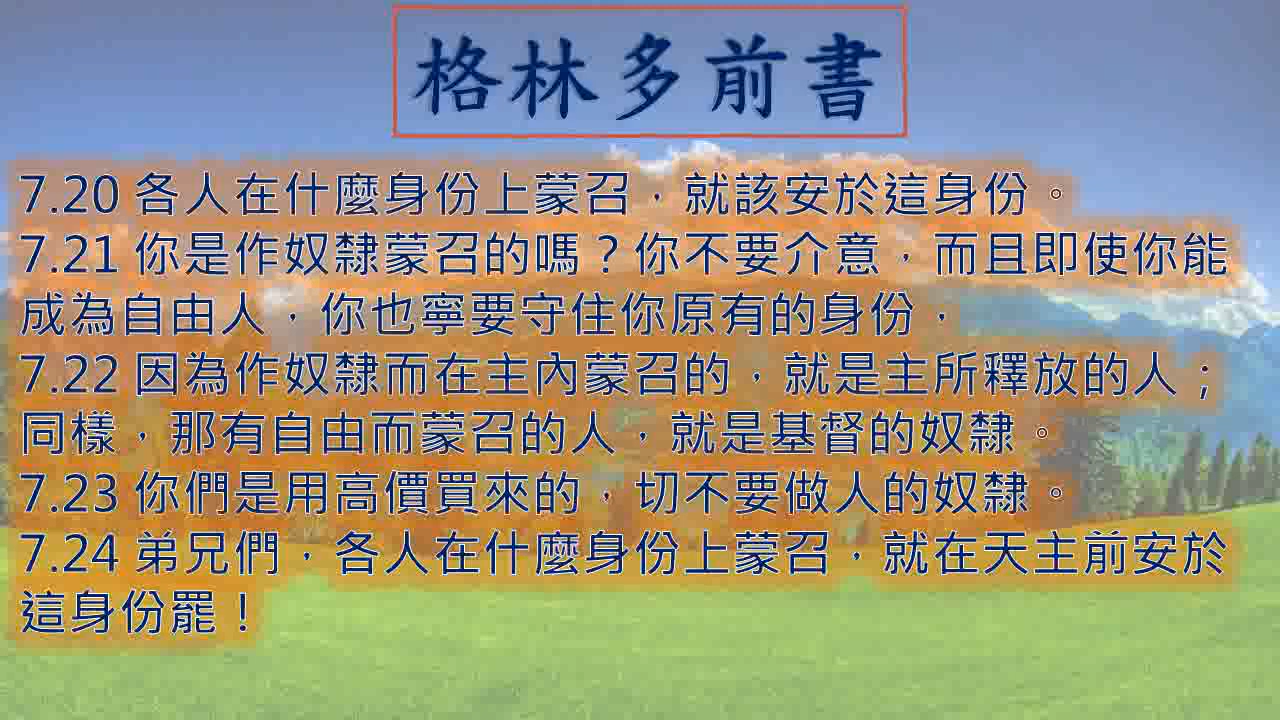 格林多前書
7.20 各人在什麼身份上蒙召，就該安於這身份。
7.21 你是作奴隸蒙召的嗎？你不要介意，而且即使你能
成為自由人，你也寧要守住你原有的身份，
7.22 因為作奴隸而在主內蒙召的，就是主所釋放的人；
同樣，那有自由而蒙召的人，就是基督的奴隸。
7.23 你們是用高價買來的，切不要做人的奴隸。
7.24 弟兄們，各人在什麼身份上蒙召，就在天主前安於
這身份罷！